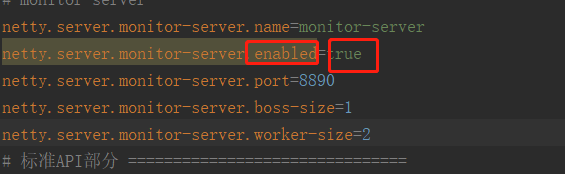 # monitor server
netty.server.monitor-server.name=monitor-server
netty.server.monitor-server.enabled=true
netty.server.monitor-server.port=8890
netty.server.monitor-server.boss-size=1
netty.server.monitor-server.worker-size=2
# 标准API部分 ===============================